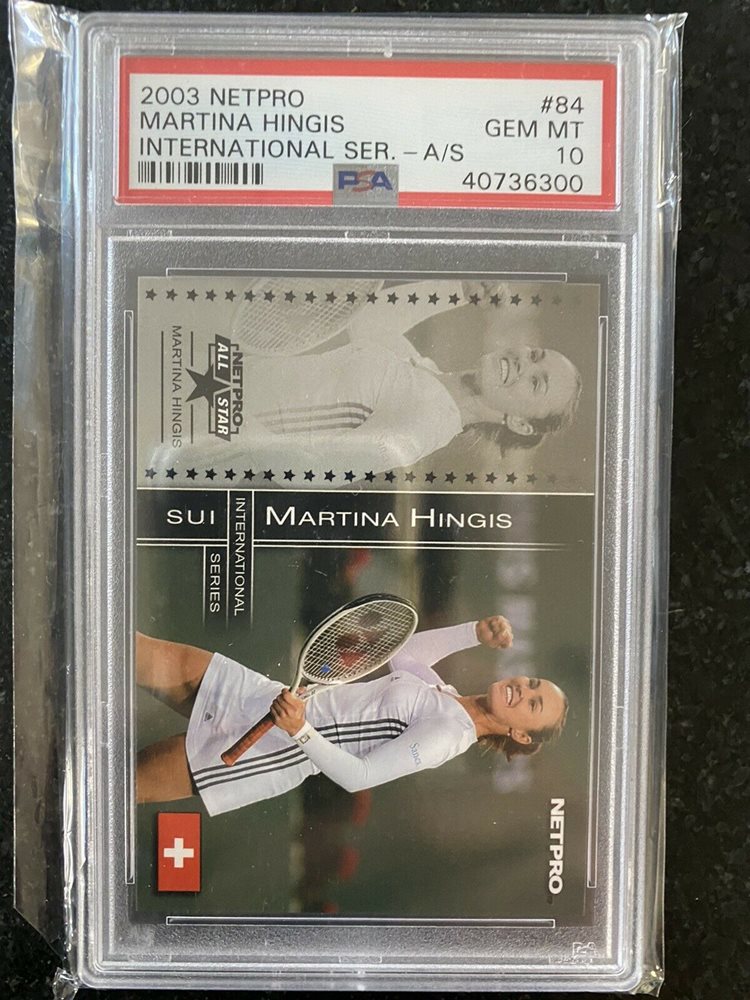 2003 NETPRO #84
MARTINA HINGIS GEM MT
INTERNATIONAL SER. – A/S 10
PSA 40736300
NETPRO
ALL STAR
MARTINA HINGIS
SUI
INTERNATIONAL
SERIES
MARTINA HINGIS
NETPRO